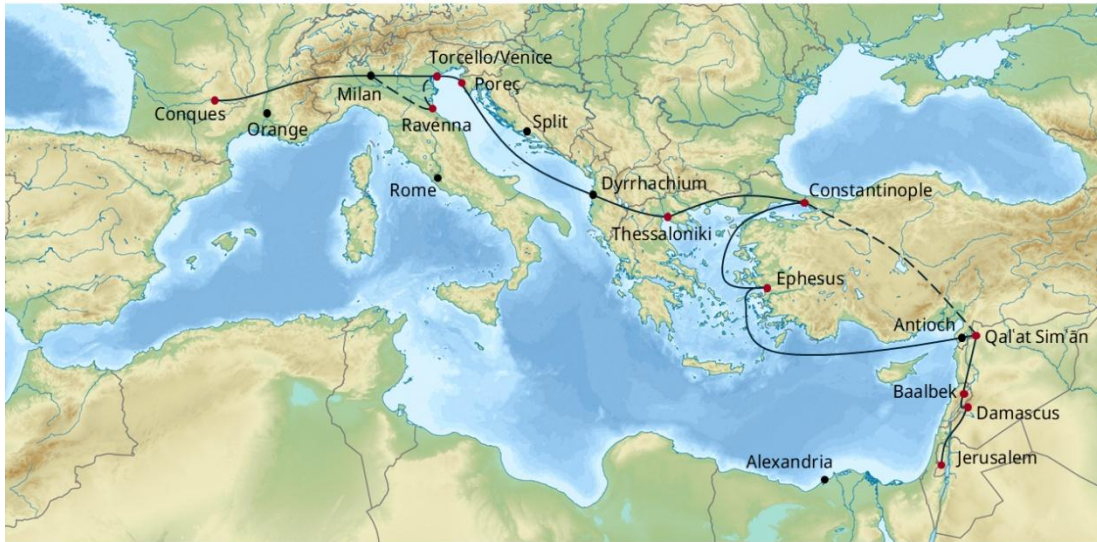 Torcello/Venice
Milan
Poreç
Conques
Orange
Ravenna
Split
Rome
Dyrrhachium
Constantinople
Thessaloniki
Ephesus
Antioch
Qal'at Sim'ān
Baalbek
Damascus
Jerusalem
Alexandria